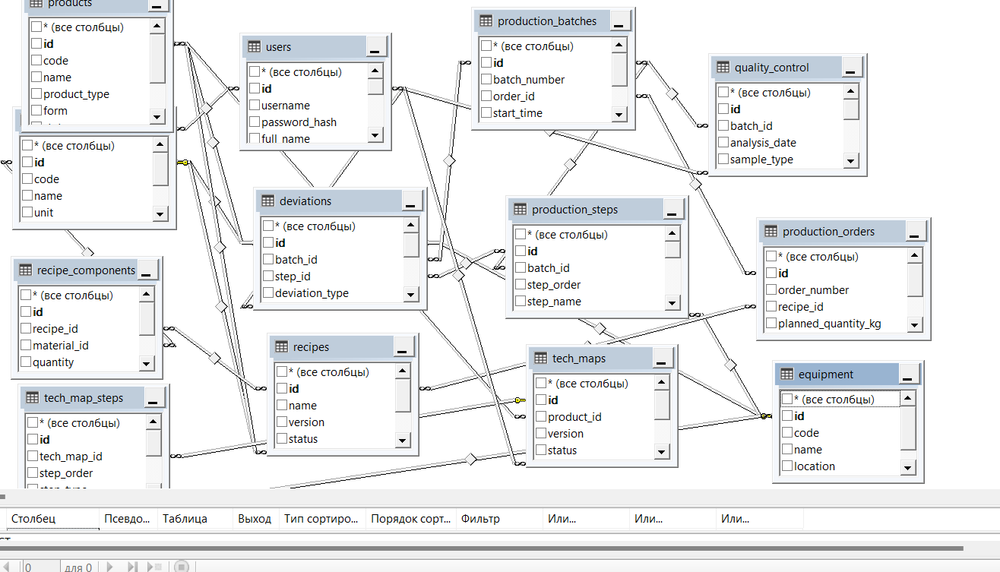 products
* (все столбцы)
id
code
name
product_type
form
* (все столбцы)
id
code
name
unit
users
* (все столбцы)
id
username
password_hash
full_name
production_batches
* (все столбцы)
id
batch_number
order_id
start_time
quality_control
* (все столбцы)
id
batch_id
analysis_date
sample_type
deviations
* (все столбцы)
id
batch_id
step_id
deviation_type
production_steps
* (все столбцы)
id
batch_id
step_order
step_name
production_orders
* (все столбцы)
id
order_number
recipe_id
planned_quantity_kg
recipe_components
* (все столбцы)
id
recipe_id
material_id
quantity
recipes
* (все столбцы)
id
name
version
status
tech_maps
* (все столбцы)
id
product_id
version
status
equipment
* (все столбцы)
id
code
name
location
tech_map_steps
* (все столбцы)
id
tech_map_id
step_order
Столбец Псевдо... Таблица Выход Тип сортиро... Порядок сорт... Фильтр Или... Или... Или...
0 для 0